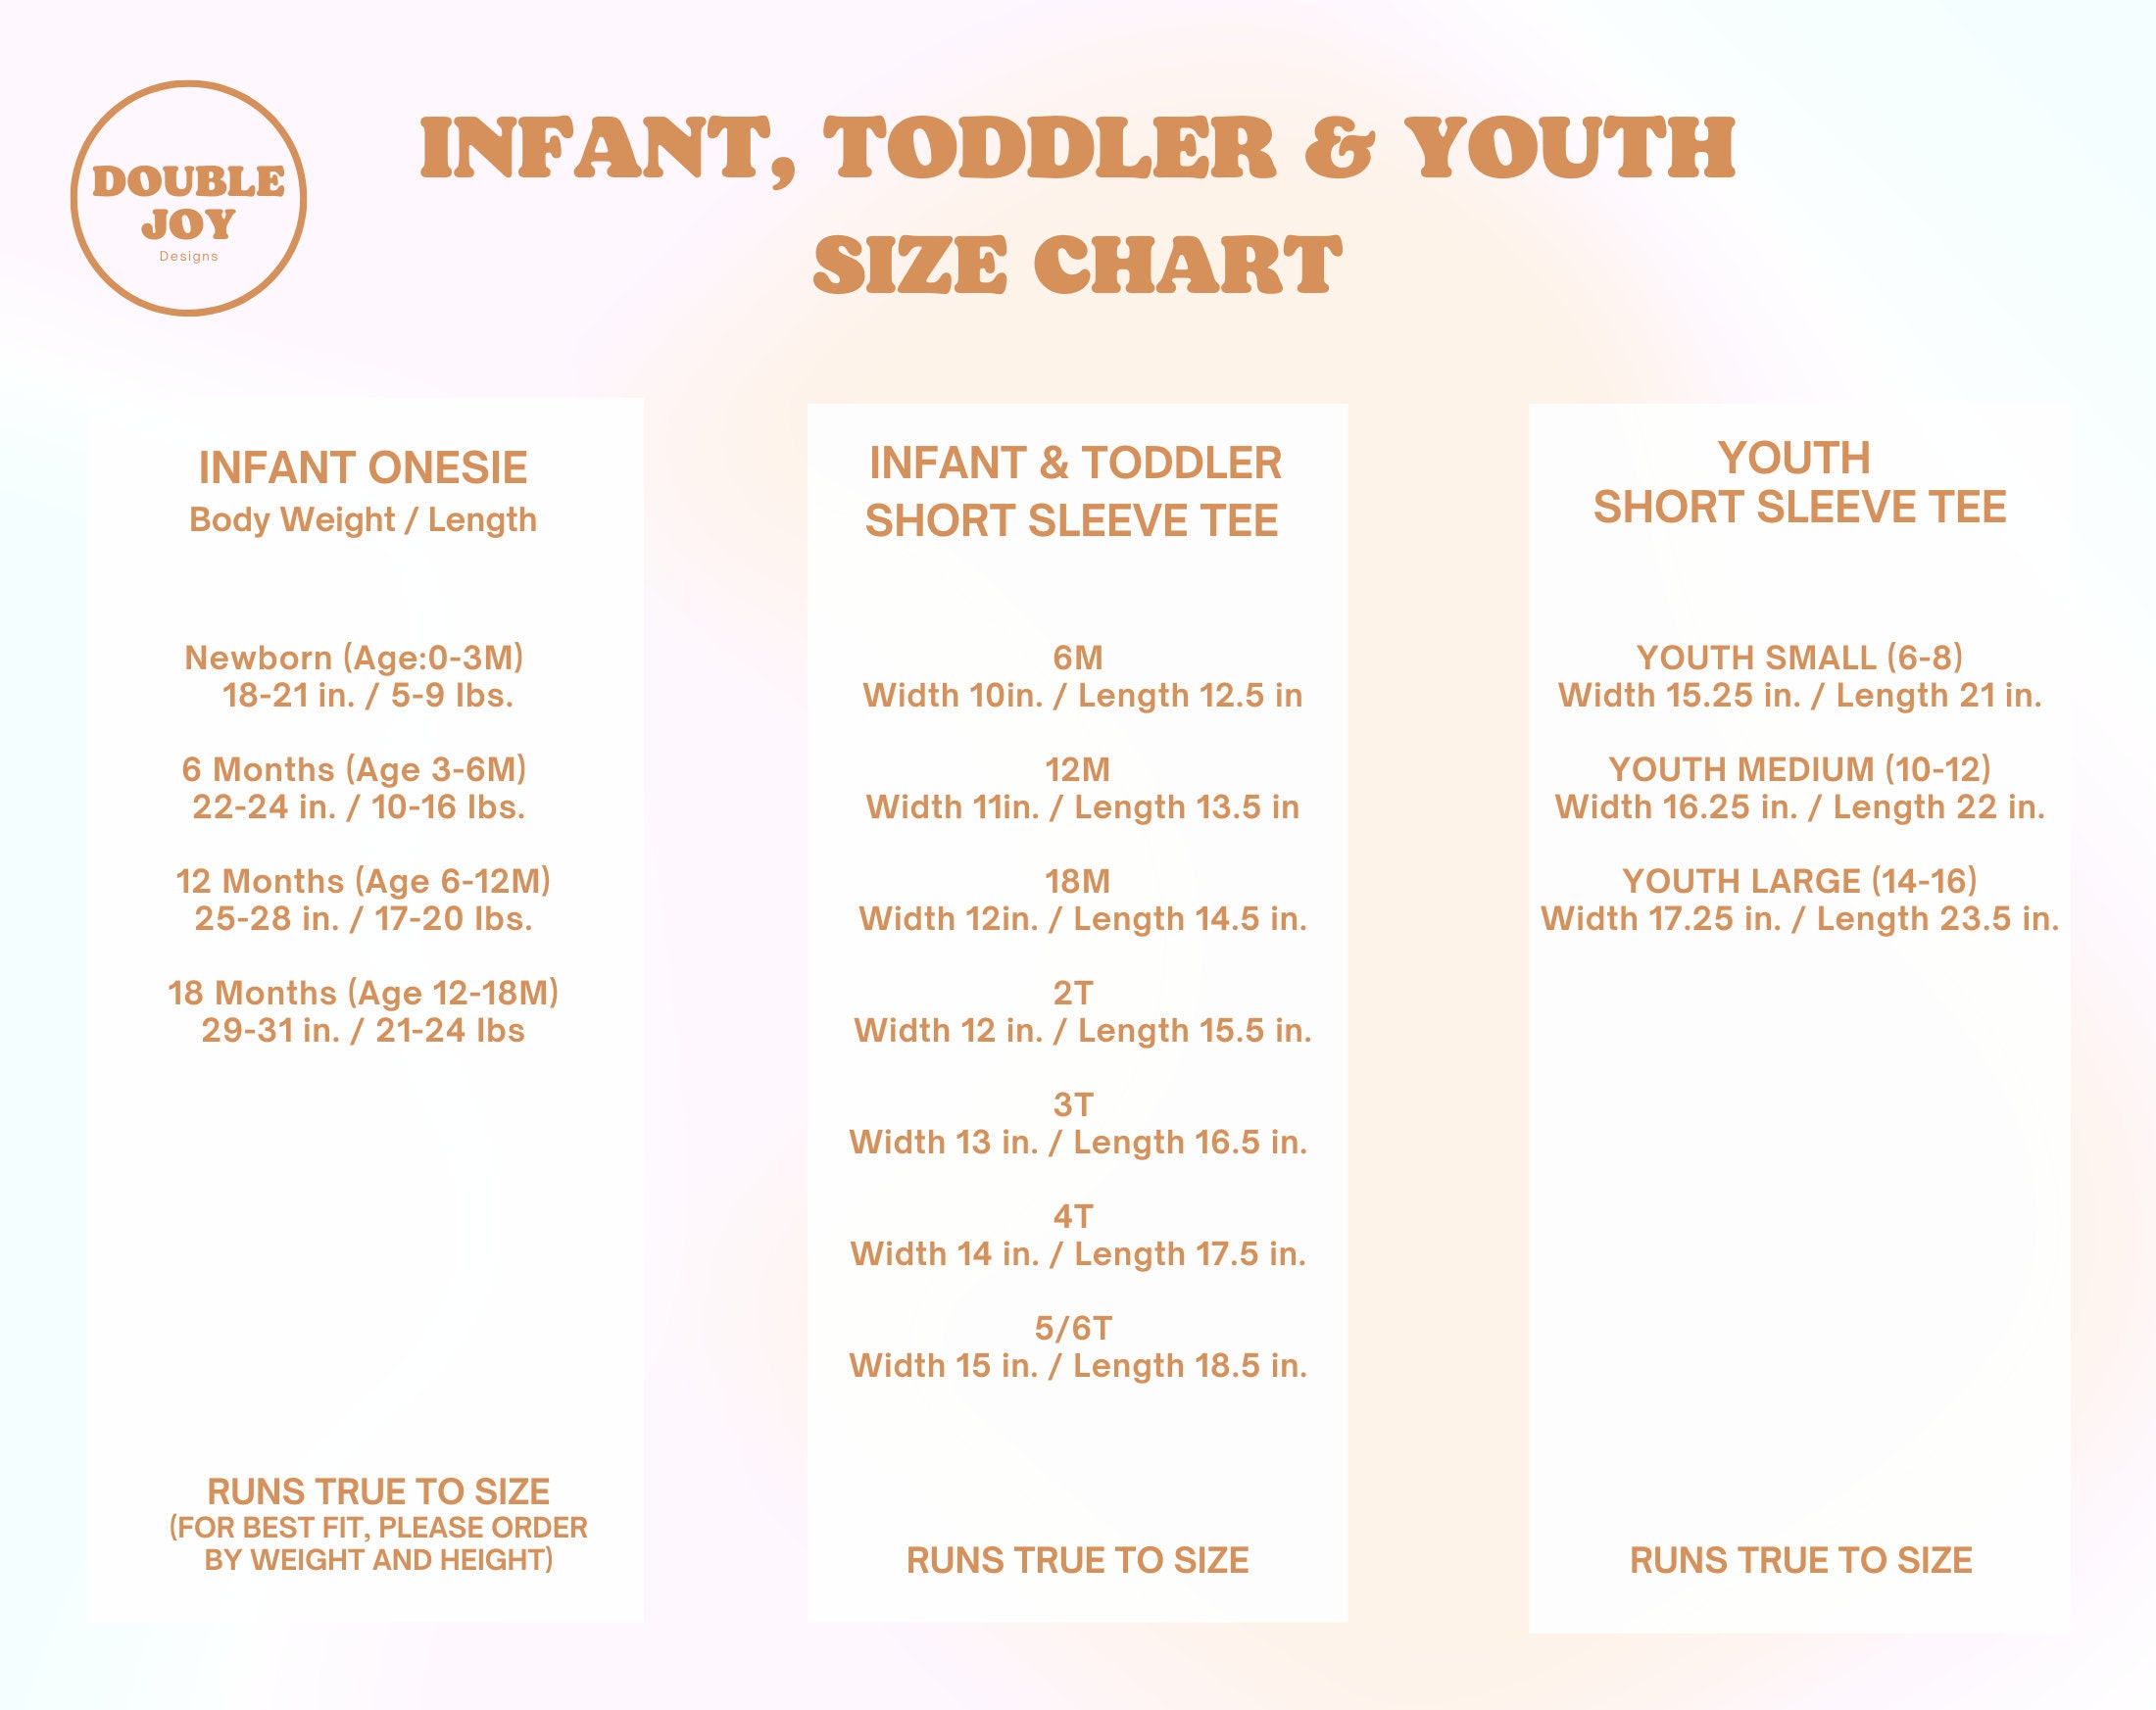 DOUBLE
JOY
Designs
INFANT, TODDLER & YOUTH
SIZE CHART
INFANT ONESIE
Body Weight / Length
Newborn (Age:0-3M)
18-21 in. / 5-9 lbs.
6 Months (Age 3-6M)
22-24 in. / 10-16 lbs.
12 Months (Age 6-12M)
25-28 in. / 17-20 lbs.
18 Months (Age 12-18M)
29-31 in. / 21-24 lbs
RUNS TRUE TO SIZE
(FOR BEST FIT, PLEASE ORDER
BY WEIGHT AND HEIGHT)
INFANT & TODDLER
SHORT SLEEVE TEE
6M
Width 10in. / Length 12.5 in
12M
Width 11in. / Length 13.5 in
18M
Width 12in. / Length 14.5 in.
2T
Width 12 in. / Length 15.5 in.
3T
Width 13 in. / Length 16.5 in.
4T
Width 14 in. / Length 17.5 in.
5/6T
Width 15 in. / Length 18.5 in.
RUNS TRUE TO SIZE
YOUTH
SHORT SLEEVE TEE
YOUTH SMALL (6-8)
Width 15.25 in. / Length 21 in.
YOUTH MEDIUM (10-12)
Width 16.25 in. / Length 22 in.
YOUTH LARGE (14-16)
Width 17.25 in. / Length 23.5 in.
RUNS TRUE TO SIZE